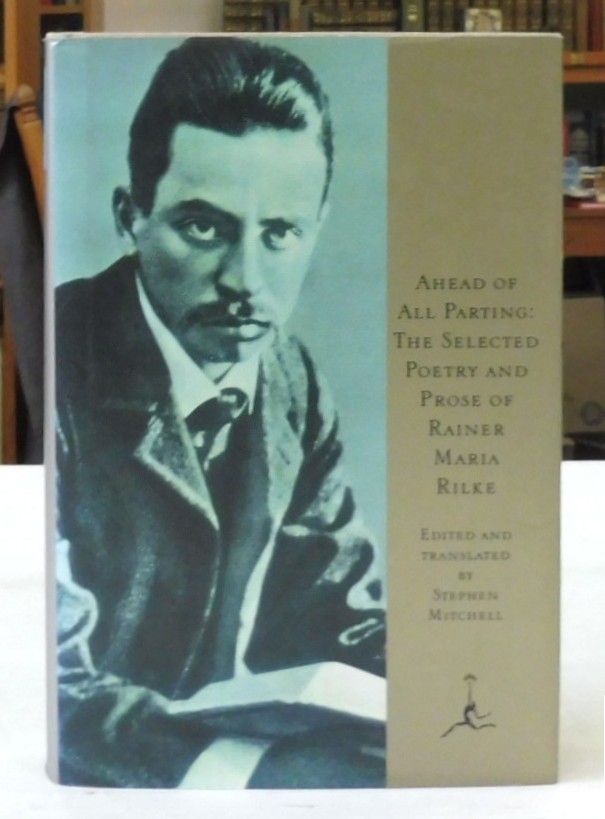 AHEAD OF
ALL PARTING:
THE SELECTED
POETRY AND
PROSE OF
RAINER
MARIA
RILKE
EDITED AND
TRANSLATED
BY
STEPHEN
MITCHELL